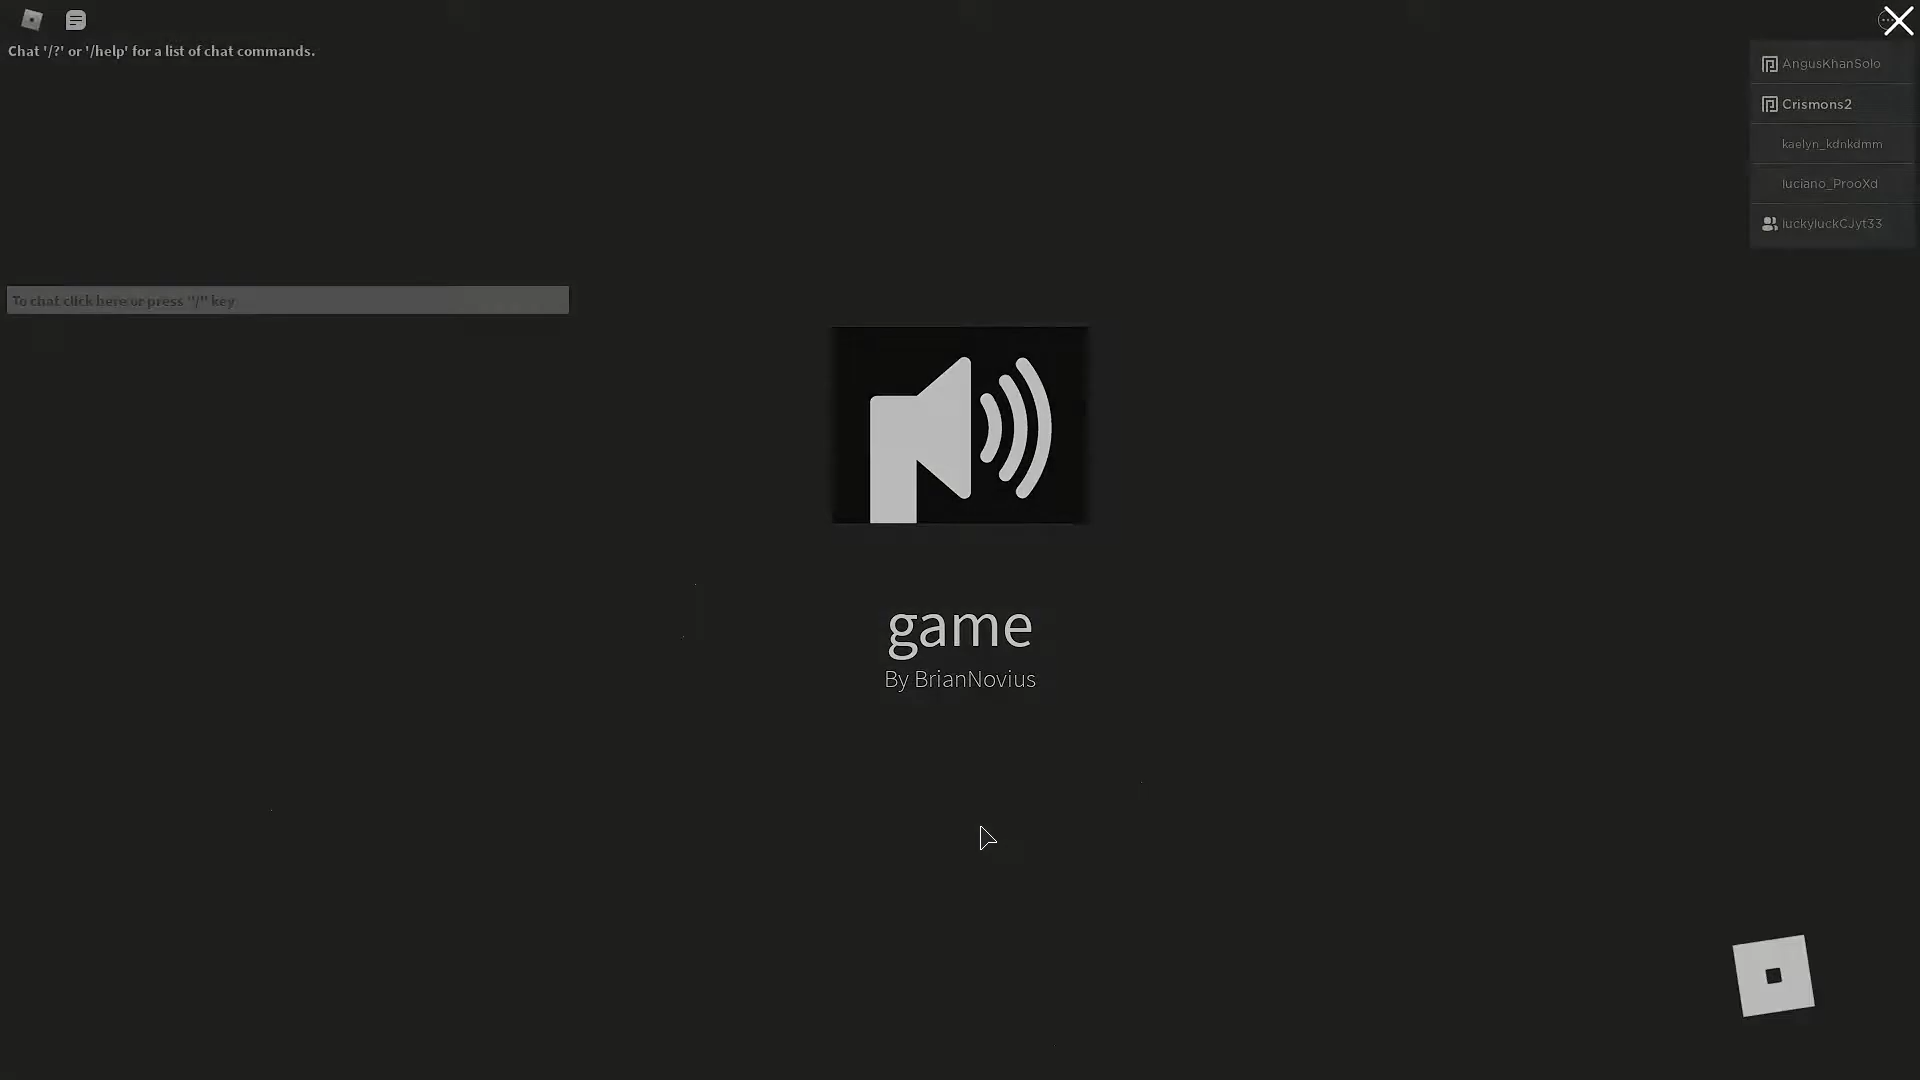 Chat '/?' or '/help' for a list of chat commands.
AngusKhanSolo
Crismons2
kaelyn_kdnkdmm
luciano_ProoXd
luckyluckCJyt33
To chat click here or press "/" key
game
By BrianNovius